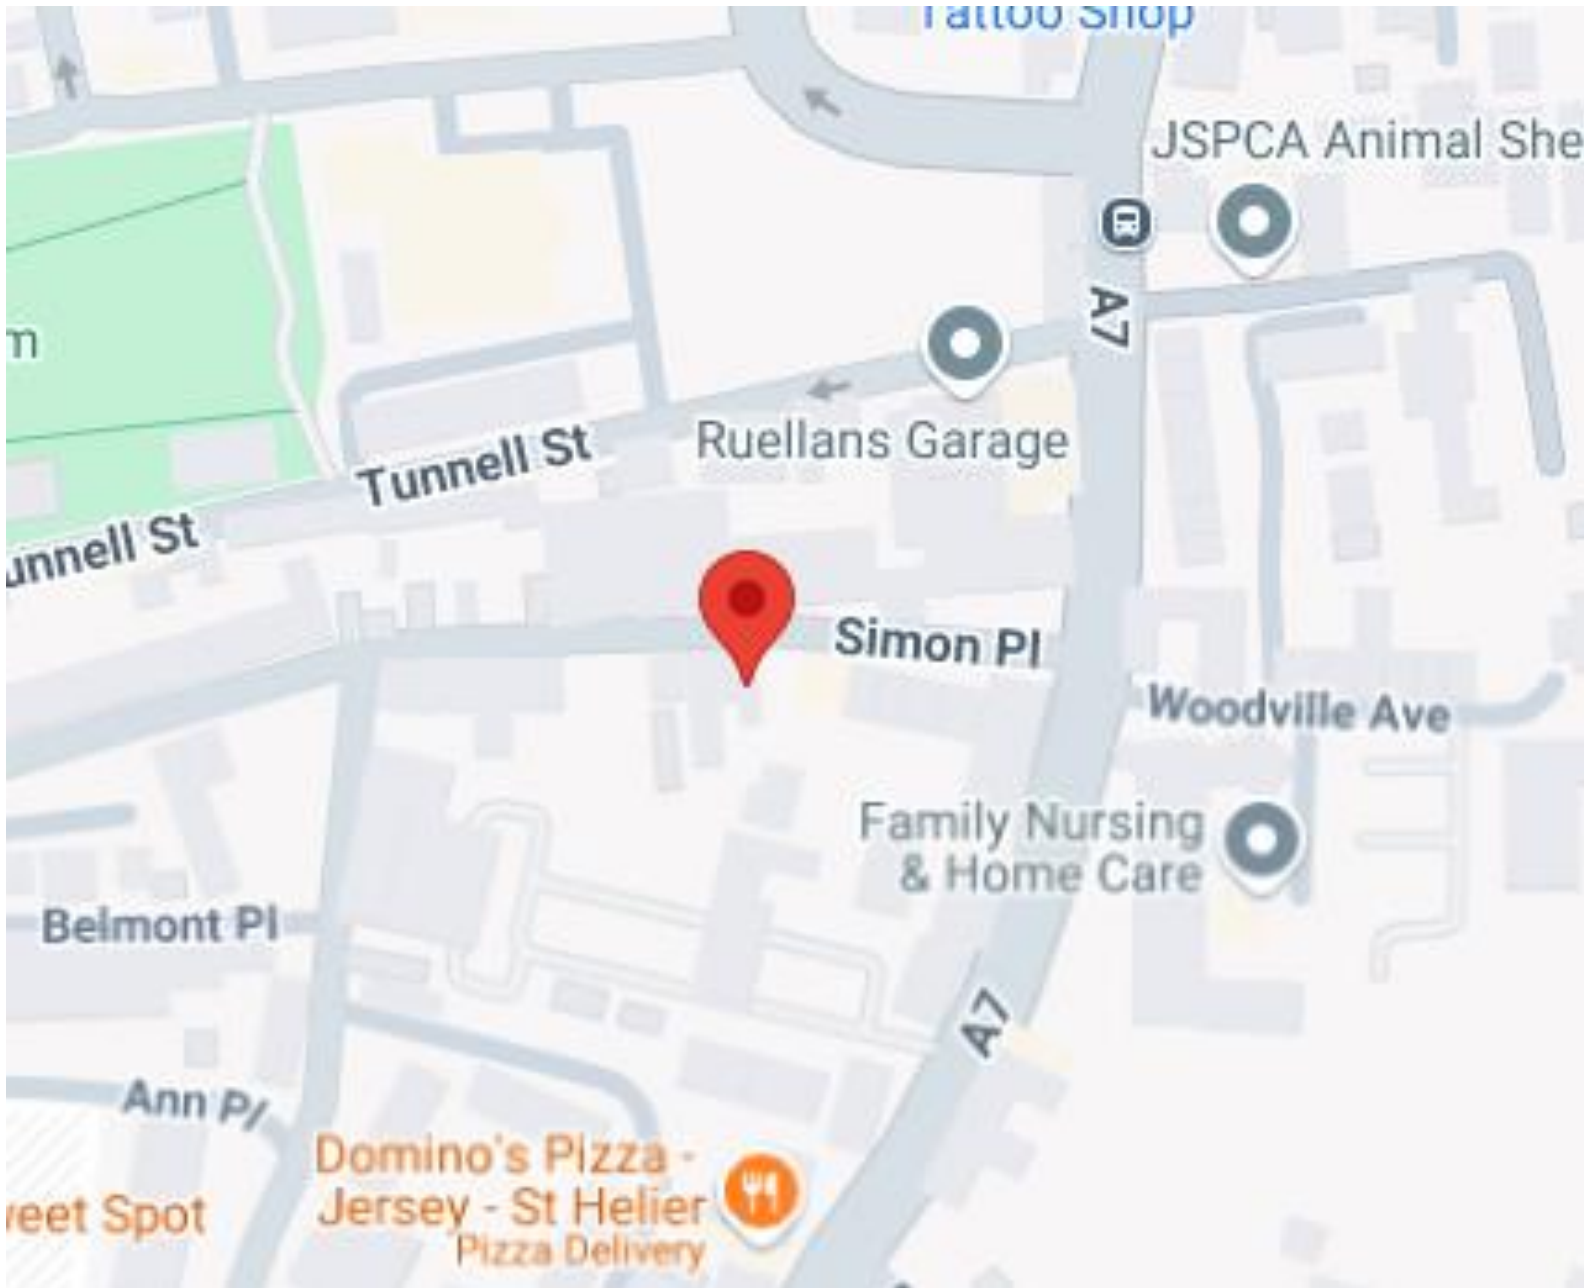 Tattoo Shop
JSPCA Animal She
A7
m
Ruellans Garage
Tunnell St
unnell St
Simon Pl
Woodville Ave
Family Nursing
& Home Care
Belmont Pl
A7
Ann Pl
Domino's Pizza -
Jersey - St Helier
Pizza Delivery
weet Spot